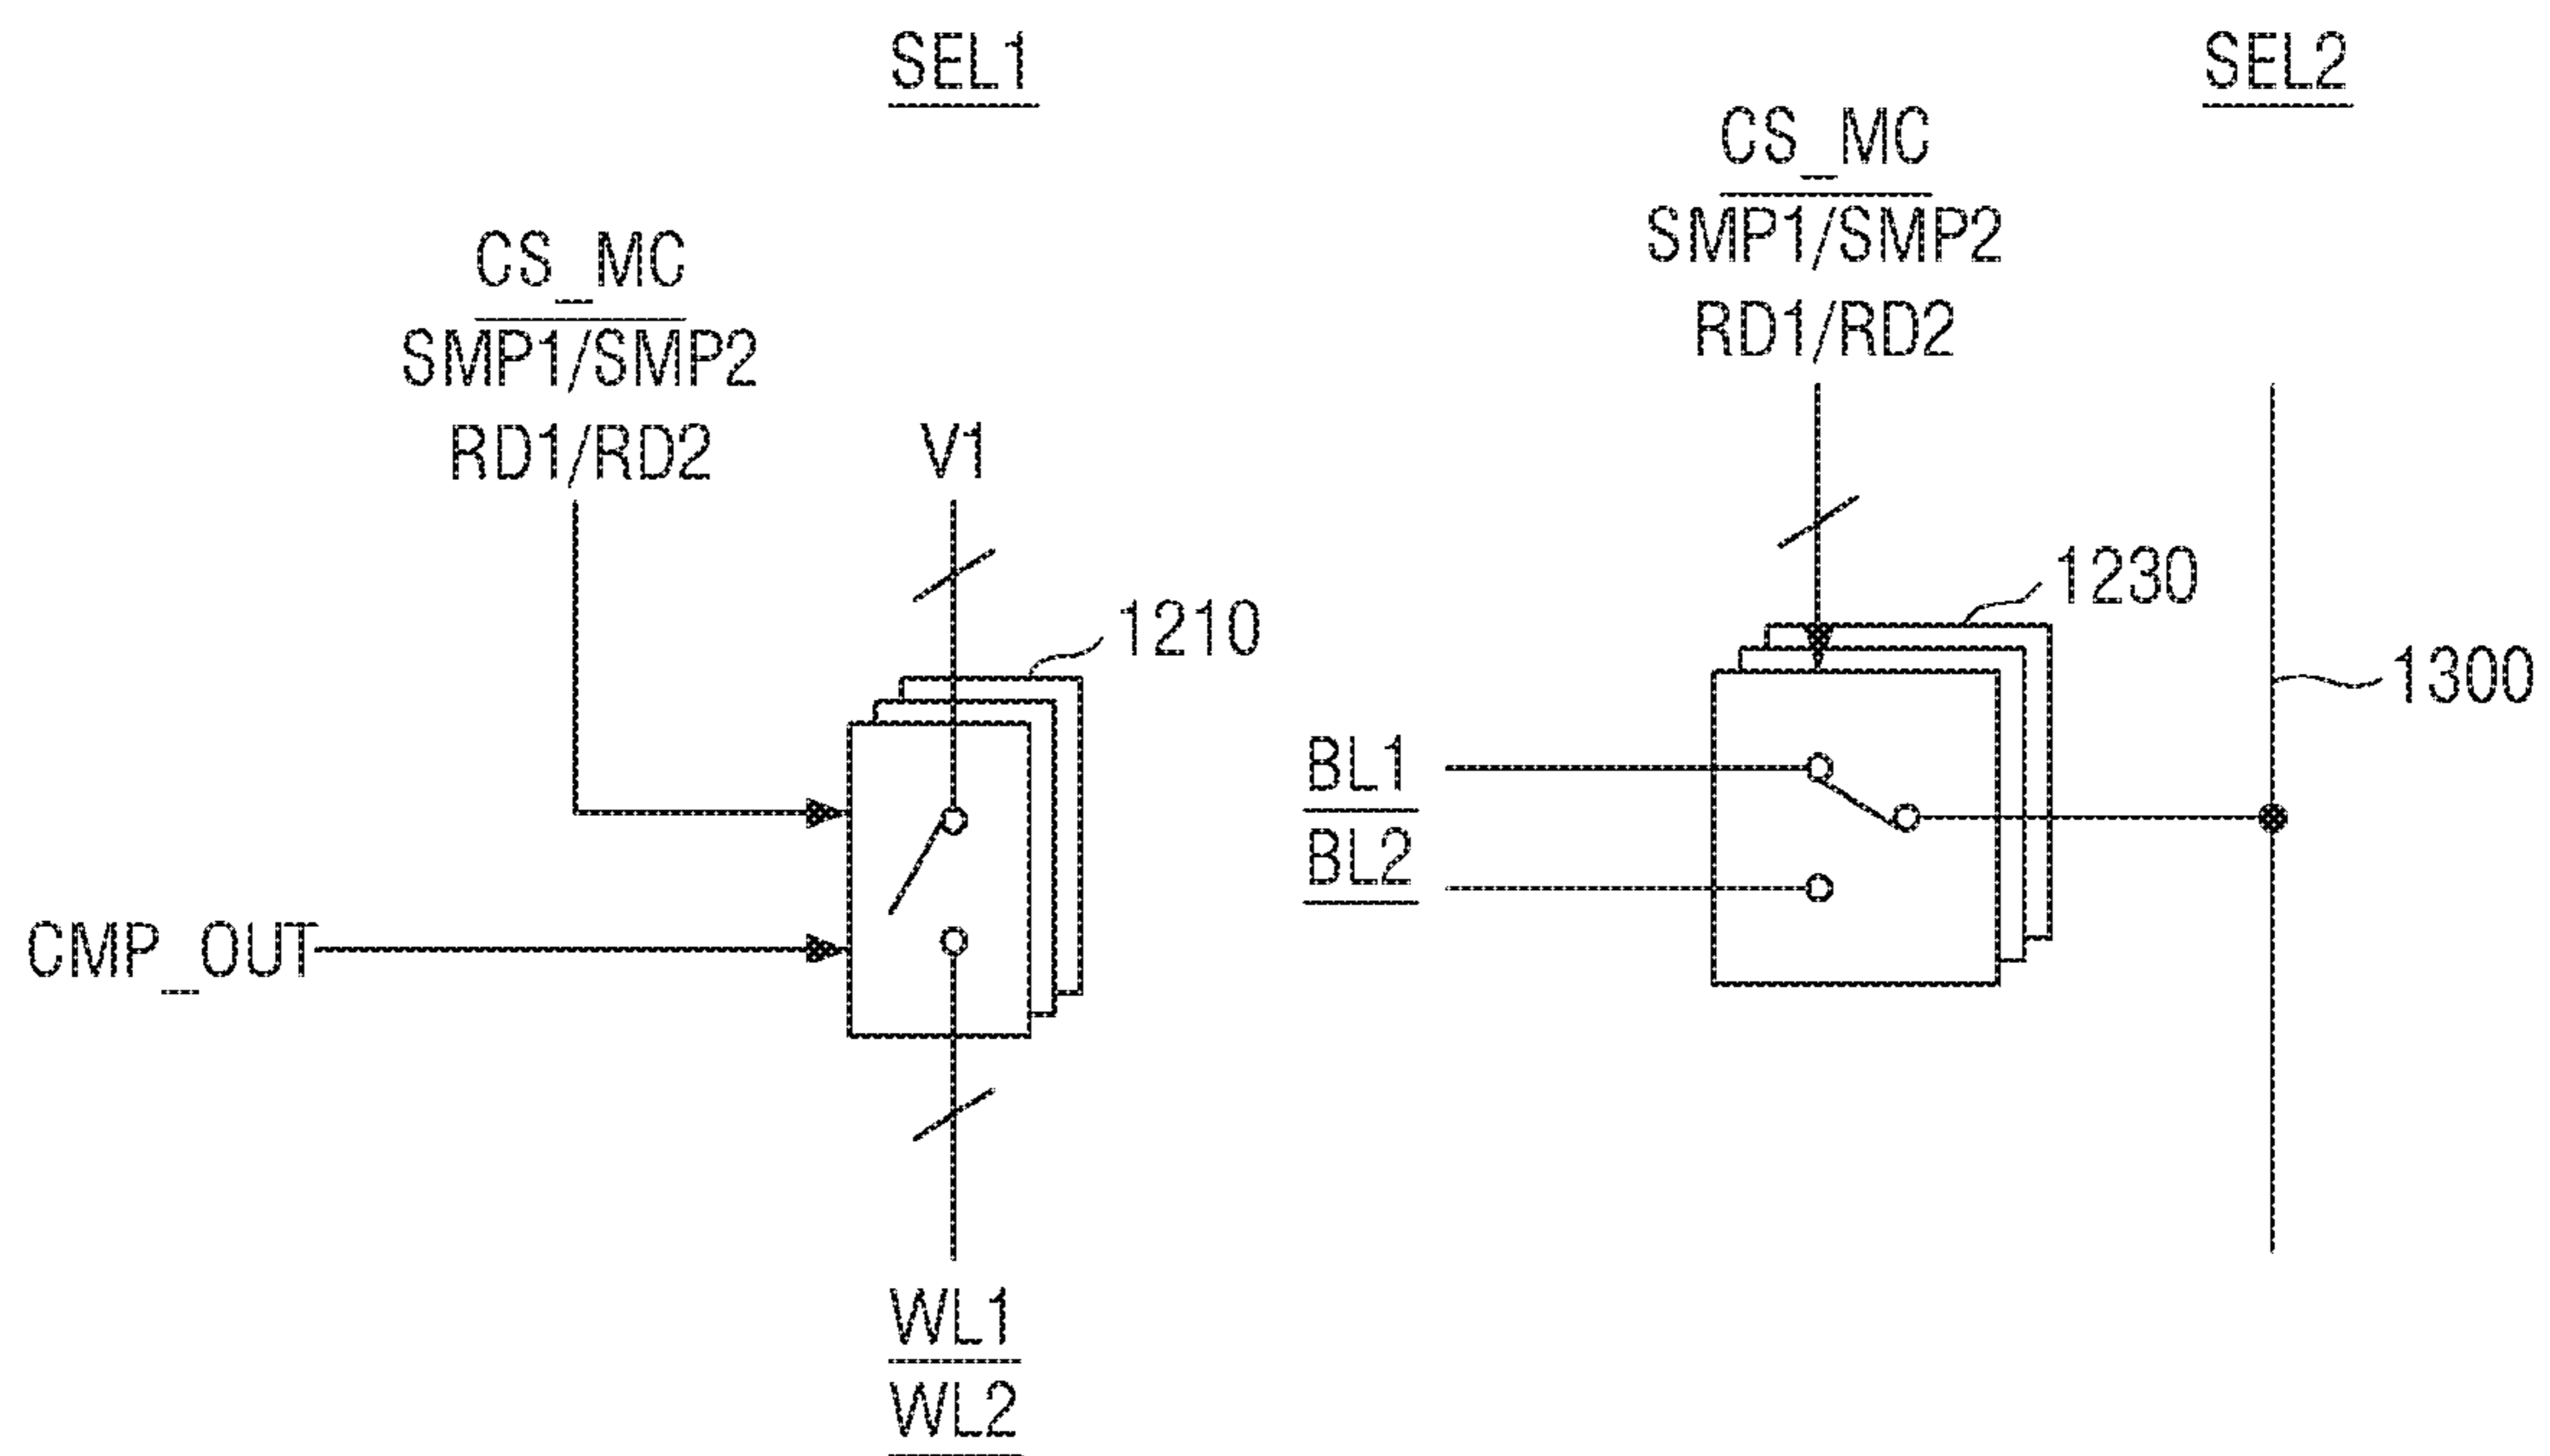 SEL1
CS_MC
SMP1/SMP2
RD1/RD2
V1
1210
CMP_OUT
WL1
WL2
SEL2
CS_MC
SMP1/SMP2
RD1/RD2
1230
1300
BL1
BL2